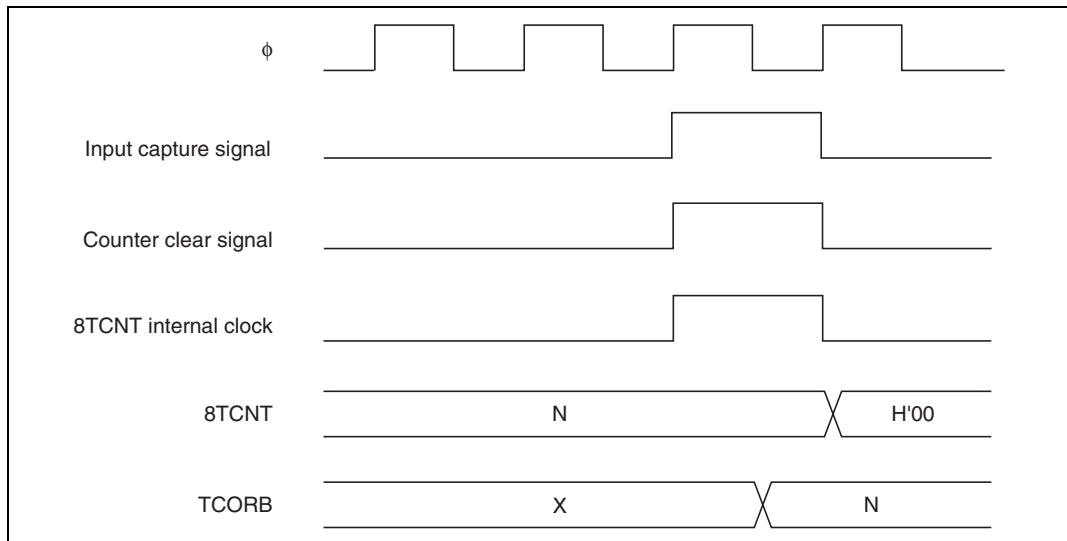 ϕ
Input capture signal
Counter clear signal
8TCNT internal clock
8TCNT N H'00
TCORB X N